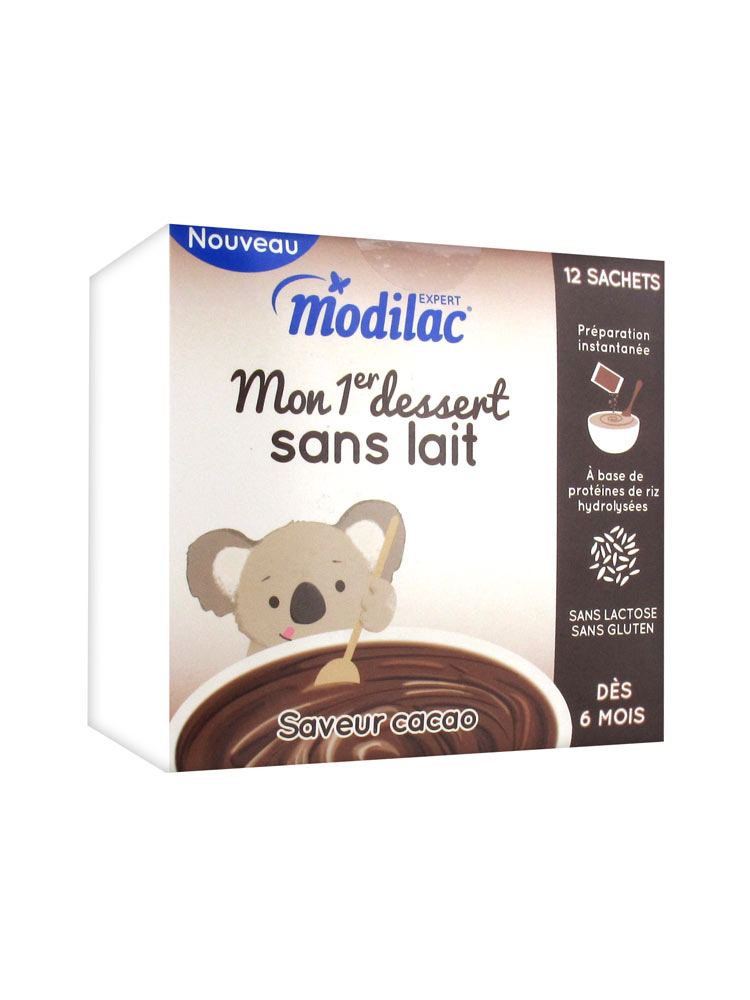 Nouveau
EXPERT
modilac®
Mon 1er dessert
sans lait
Saveur cacao
12 SACHETS
Préparation
instantanée
À base de
protéines de riz
hydrolysées
SANS LACTOSE
SANS GLUTEN
DÈS
6 MOIS